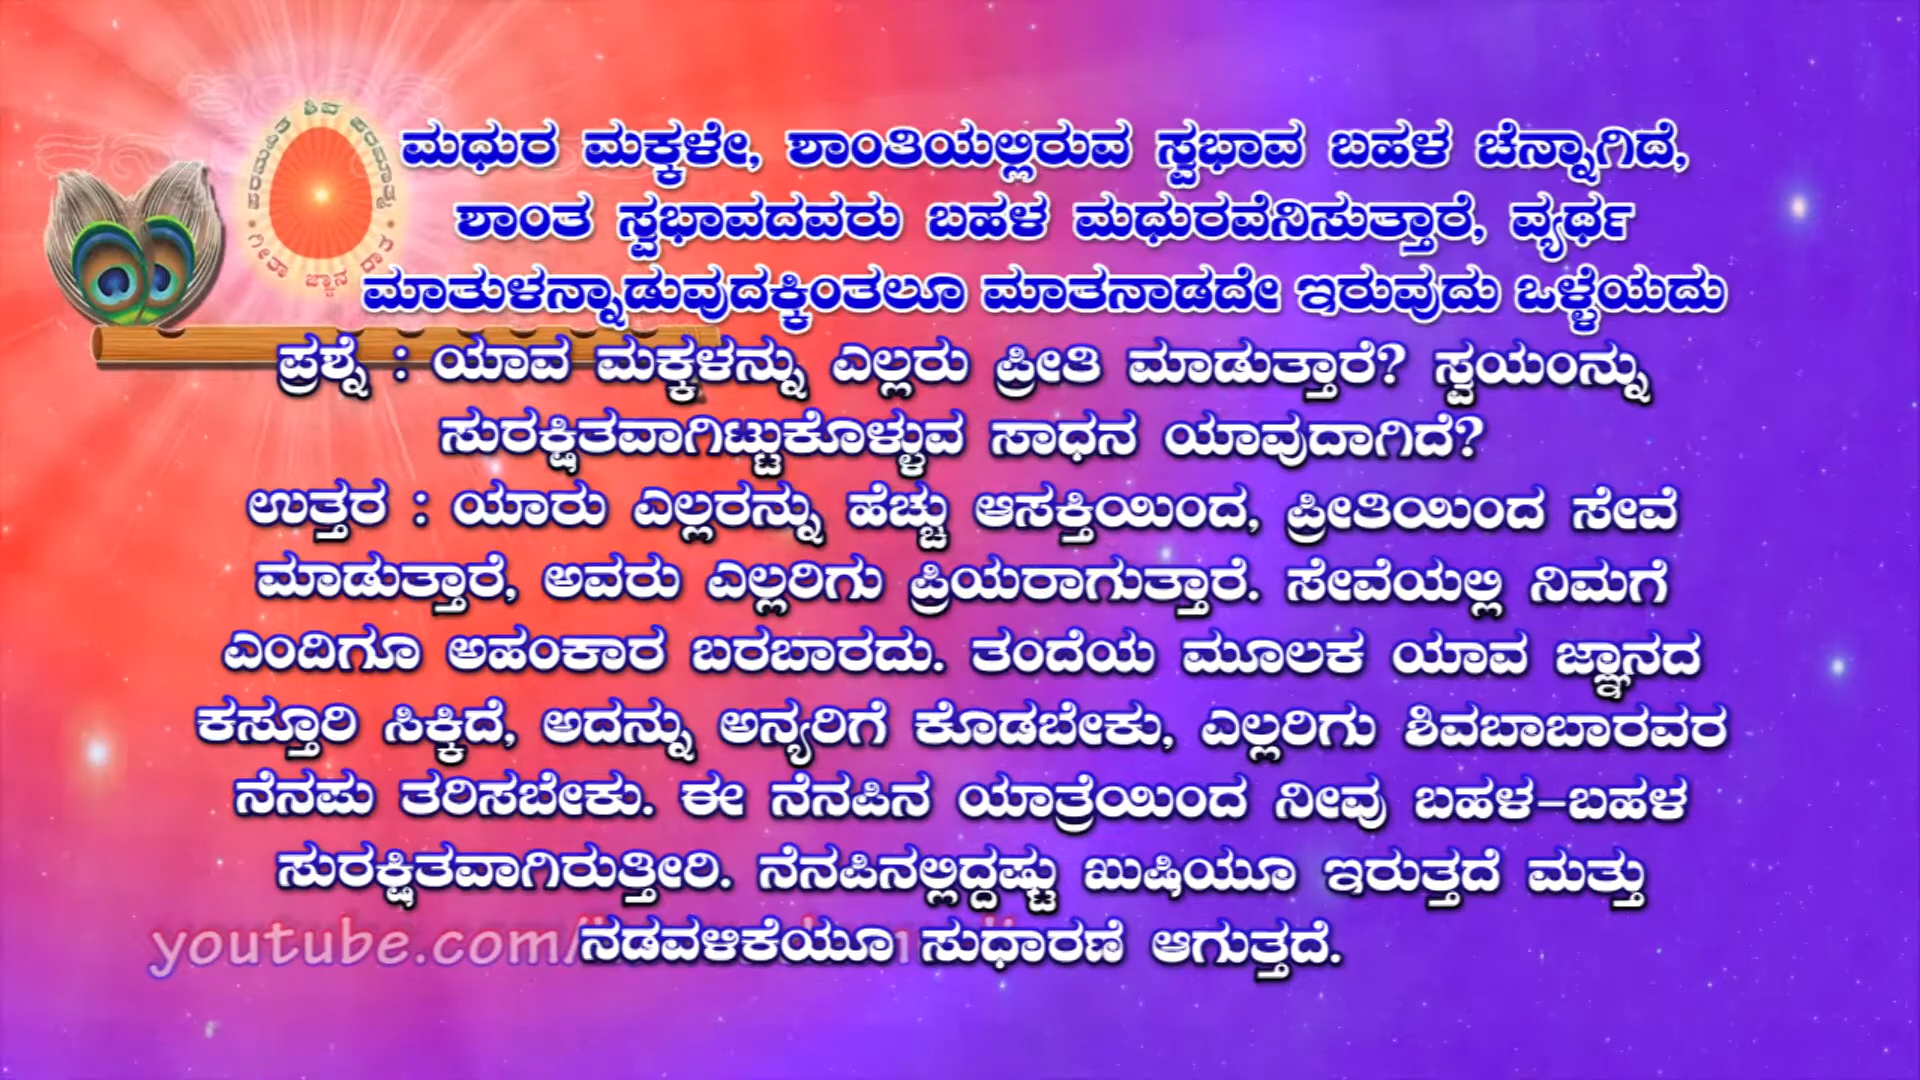 ಶಿವ ಪರಮಾತ್ಮ
ಗೀತಾ ಜ್ಞಾನ
ಮಧುರ ಮಕ್ಕಳೇ, ಶಾಂತಿಯಲ್ಲಿರುವ ಸ್ವಭಾವ ಬಹಳ ಚೆನ್ನಾಗಿದೆ,
ಶಾಂತ ಸ್ವಭಾವದವರು ಬಹಳ ಮಧುರವೆನಿಸುತ್ತಾರೆ, ವ್ಯರ್ಥ
ಮಾತುಳನ್ನಾಡುವುದಕ್ಕಿಂತಲೂ ಮಾತನಾಡದೇ ಇರುವುದು ಒಳ್ಳೆಯದು
ಪ್ರಶ್ನೆ : ಯಾವ ಮಕ್ಕಳನ್ನು ಎಲ್ಲರು ಪ್ರೀತಿ ಮಾಡುತ್ತಾರೆ? ಸ್ವಯಂನ್ನು
ಸುರಕ್ಷಿತವಾಗಿಟ್ಟುಕೊಳ್ಳುವ ಸಾಧನ ಯಾವುದಾಗಿದೆ?
ಉತ್ತರ : ಯಾರು ಎಲ್ಲರನ್ನು ಹೆಚ್ಚು ಆಸಕ್ತಿಯಿಂದ, ಪ್ರೀತಿಯಿಂದ ಸೇವೆ
ಮಾಡುತ್ತಾರೆ, ಅವರು ಎಲ್ಲರಿಗು ಪ್ರಿಯರಾಗುತ್ತಾರೆ. ಸೇವೆಯಲ್ಲಿ ನಿಮಗೆ
ಎಂದಿಗೂ ಅಹಂಕಾರ ಬರಬಾರದು. ತಂದೆಯ ಮೂಲಕ ಯಾವ ಜ್ಞಾನದ
ಕಸ್ತೂರಿ ಸಿಕ್ಕಿದೆ, ಅದನ್ನು ಅನ್ಯರಿಗೆ ಕೊಡಬೇಕು, ಎಲ್ಲರಿಗು ಶಿವಬಾಬಾರವರ
ನೆನಪು ತರಿಸಬೇಕು. ಈ ನೆನಪಿನ ಯಾತ್ರೆಯಿಂದ ನೀವು ಬಹಳ-ಬಹಳ
ಸುರಕ್ಷಿತವಾಗಿರುತ್ತೀರಿ. ನೆನಪಿನಲ್ಲಿದ್ದಷ್ಟು ಖುಷಿಯೂ ಇರುತ್ತದೆ ಮತ್ತು
ನಡವಳಿಕೆಯೂ ಸುಧಾರಣೆ ಆಗುತ್ತದೆ.
youtube.com/